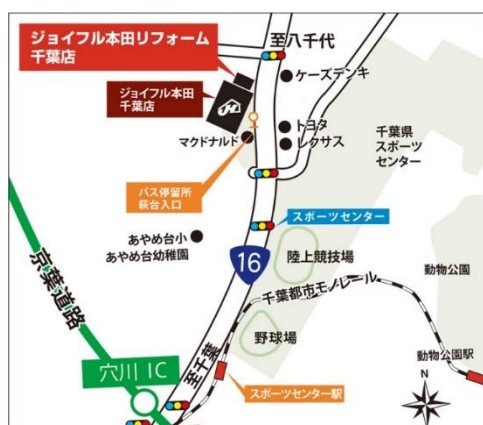 ジョイフル本田リフォーム
千葉店
至八千代
ケーズデンキ
ジョイフル本田
千葉店
トヨタ
レクサス
マクドナルド
千葉県
スポーツ
センター
バス停留所
萩台入口
スポーツセンター
あやめ台小
あやめ台幼稚園
16
陸上競技場
動物公園
京葉道路
千葉都市モノレール
野球場
至千葉
穴川 IC
動物公園駅
スポーツセンター駅
N